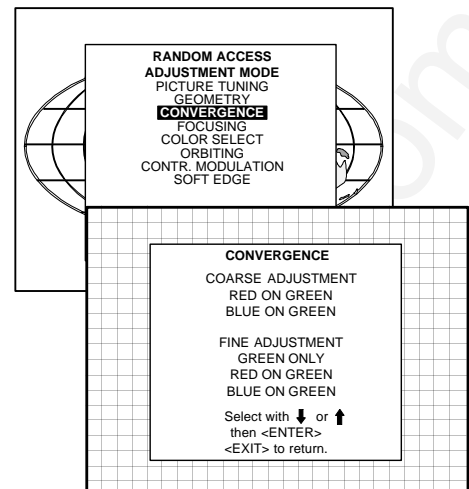 RANDOM ACCESS
ADJUSTMENT MODE
PICTURE TUNING
GEOMETRY
CONVERGENCE
FOCUSING
COLOR SELECT
ORBITING
CONTR. MODULATION
SOFT EDGE
CONVERGENCE
COARSE ADJUSTMENT
RED ON GREEN
BLUE ON GREEN
FINE ADJUSTMENT
GREEN ONLY
RED ON GREEN
BLUE ON GREEN
Select with ⬇ or ⬆
then <ENTER>
<EXIT> to return.